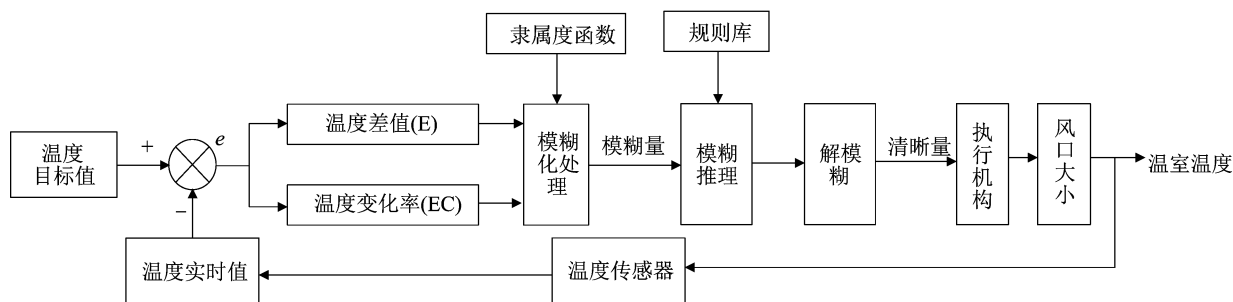 隶属度函数
规则库
温度
目标值
+
e
−
温度差值(E)
温度变化率(EC)
模糊
化处
理
模糊量
模糊
推理
解模
糊
清晰量
执
行
机
构
风
口
大
小
温室温度
温度实时值
温度传感器